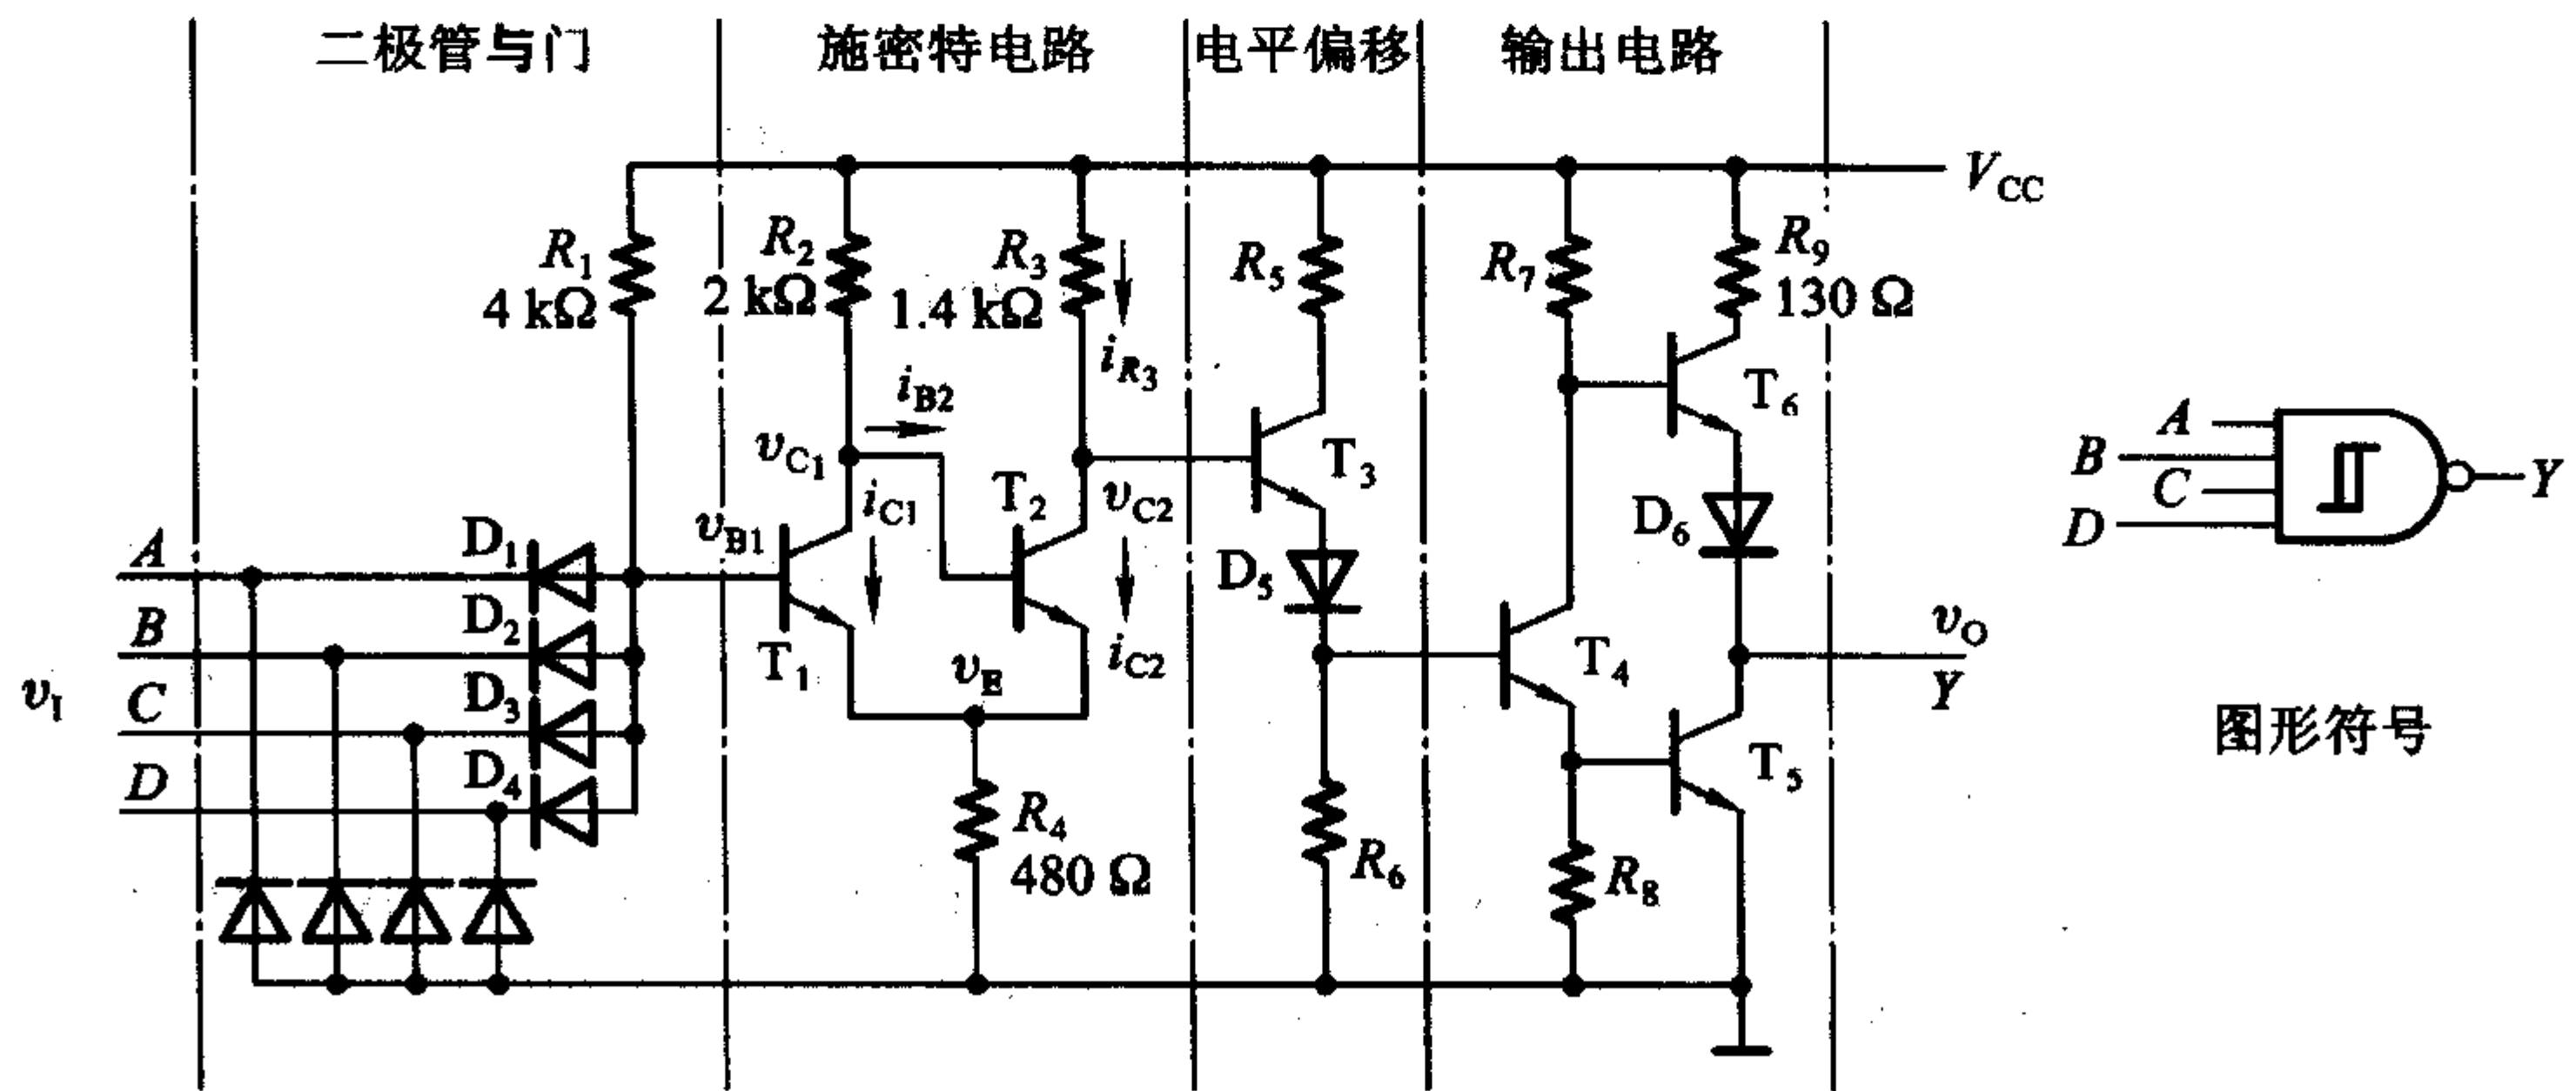 二极管与门 施密特电路 电平偏移 输出电路
V_CC
R_1 R_2 R_3 R_5 R_7 R_9
4 kΩ 2 kΩ 1.4 kΩ 130 Ω
i_R3
i_B2 T_6
v_C1 T_3
i_C1 T_2 v_C2 D_6
v_B1
A D_1 D_5
B D_2 T_1 v_E i_C2 T_4 v_O
v_I C D_3 Y
D D_4 T_5
R_4
480 Ω R_6 R_8
A
B
C Y
D
图形符号